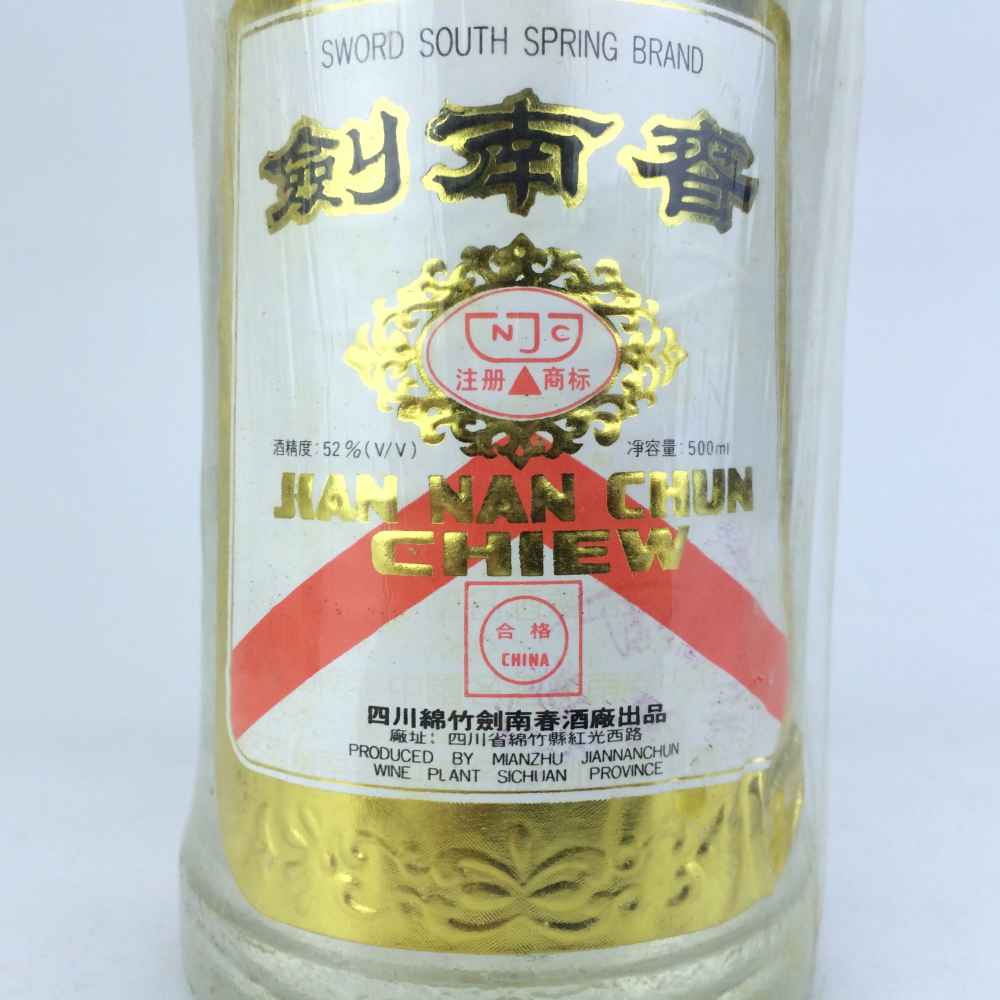 SWORD SOUTH SPRING BRAND
劍南春
NJC
注册 商标
酒精度:52%(V/V) 凈容量:500ml
JIAN NAN CHUN
CHIEW
合格
CHINA
四川綿竹劍南春酒廠出品
廠址:四川省綿竹縣紅光西路
PRODUCED BY MIANZHU JIANNANCHUN
WINE PLANT SICHUAN PROVINCE